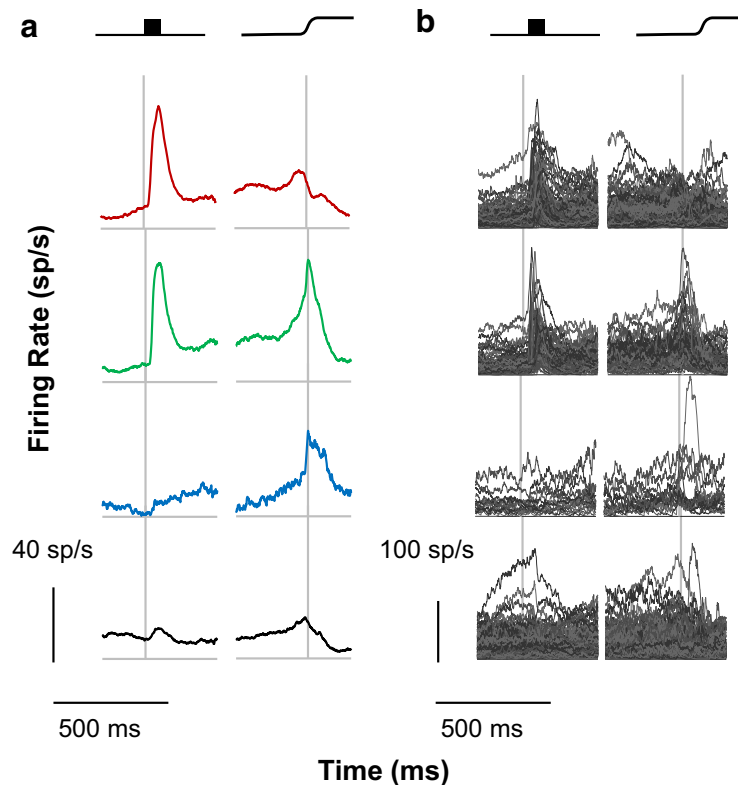 a
b
Firing Rate (sp/s)
40 sp/s
100 sp/s
500 ms
500 ms
Time (ms)